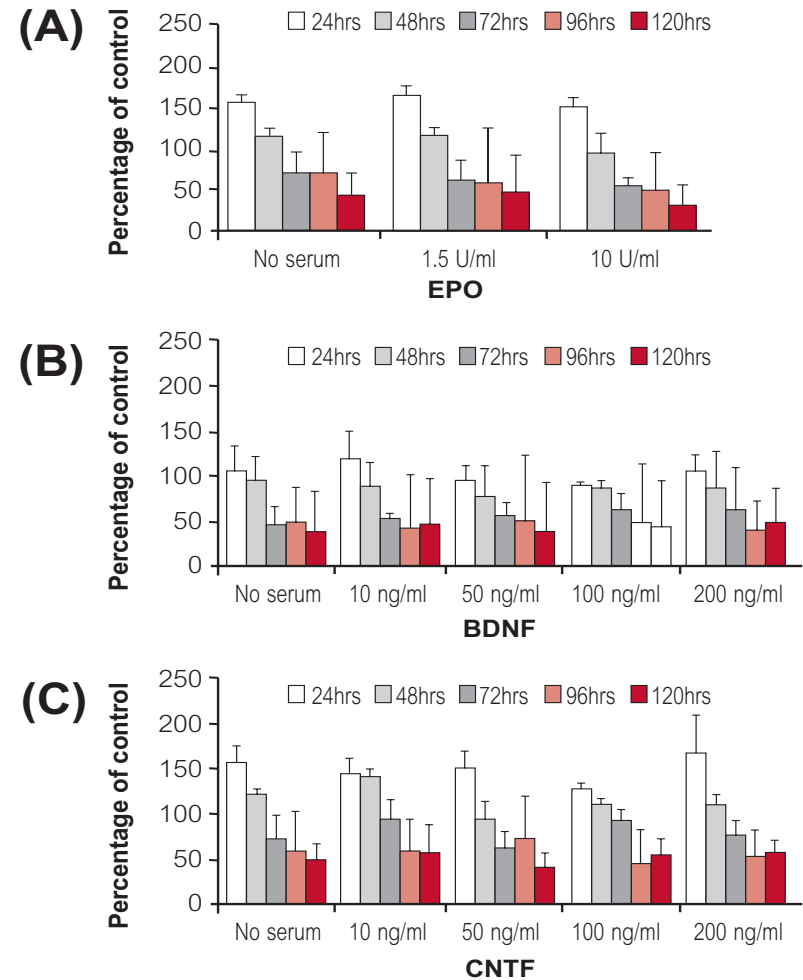 (A)
Percentage of control
250
200
150
100
50
0
24hrs 48hrs 72hrs 96hrs 120hrs
No serum 1.5 U/ml 10 U/ml
EPO
(B)
Percentage of control
250
200
150
100
50
0
24hrs 48hrs 72hrs 96hrs 120hrs
No serum 10 ng/ml 50 ng/ml 100 ng/ml 200 ng/ml
BDNF
(C)
Percentage of control
250
200
150
100
50
0
24hrs 48hrs 72hrs 96hrs 120hrs
No serum 10 ng/ml 50 ng/ml 100 ng/ml 200 ng/ml
CNTF